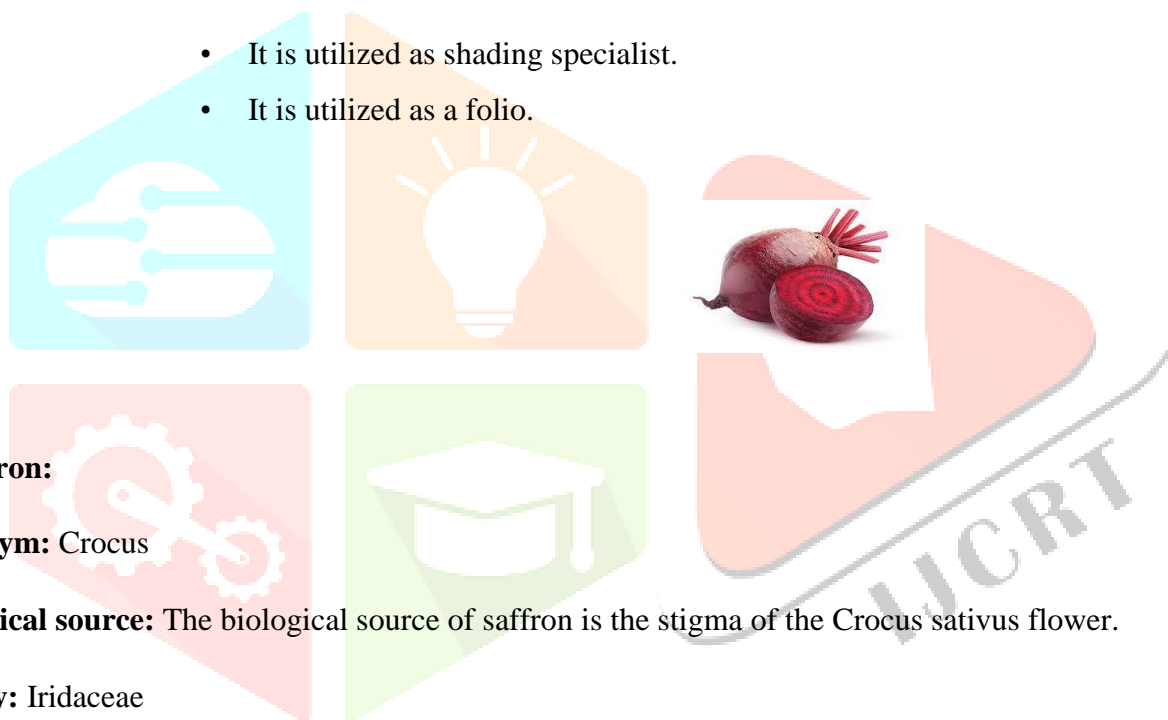 • It is utilized as shading specialist.
• It is utilized as a folio.
ron:
ym: Crocus
ical source: The biological source of saffron is the stigma of the Crocus sativus flower.
y: Iridaceae
IJCRT